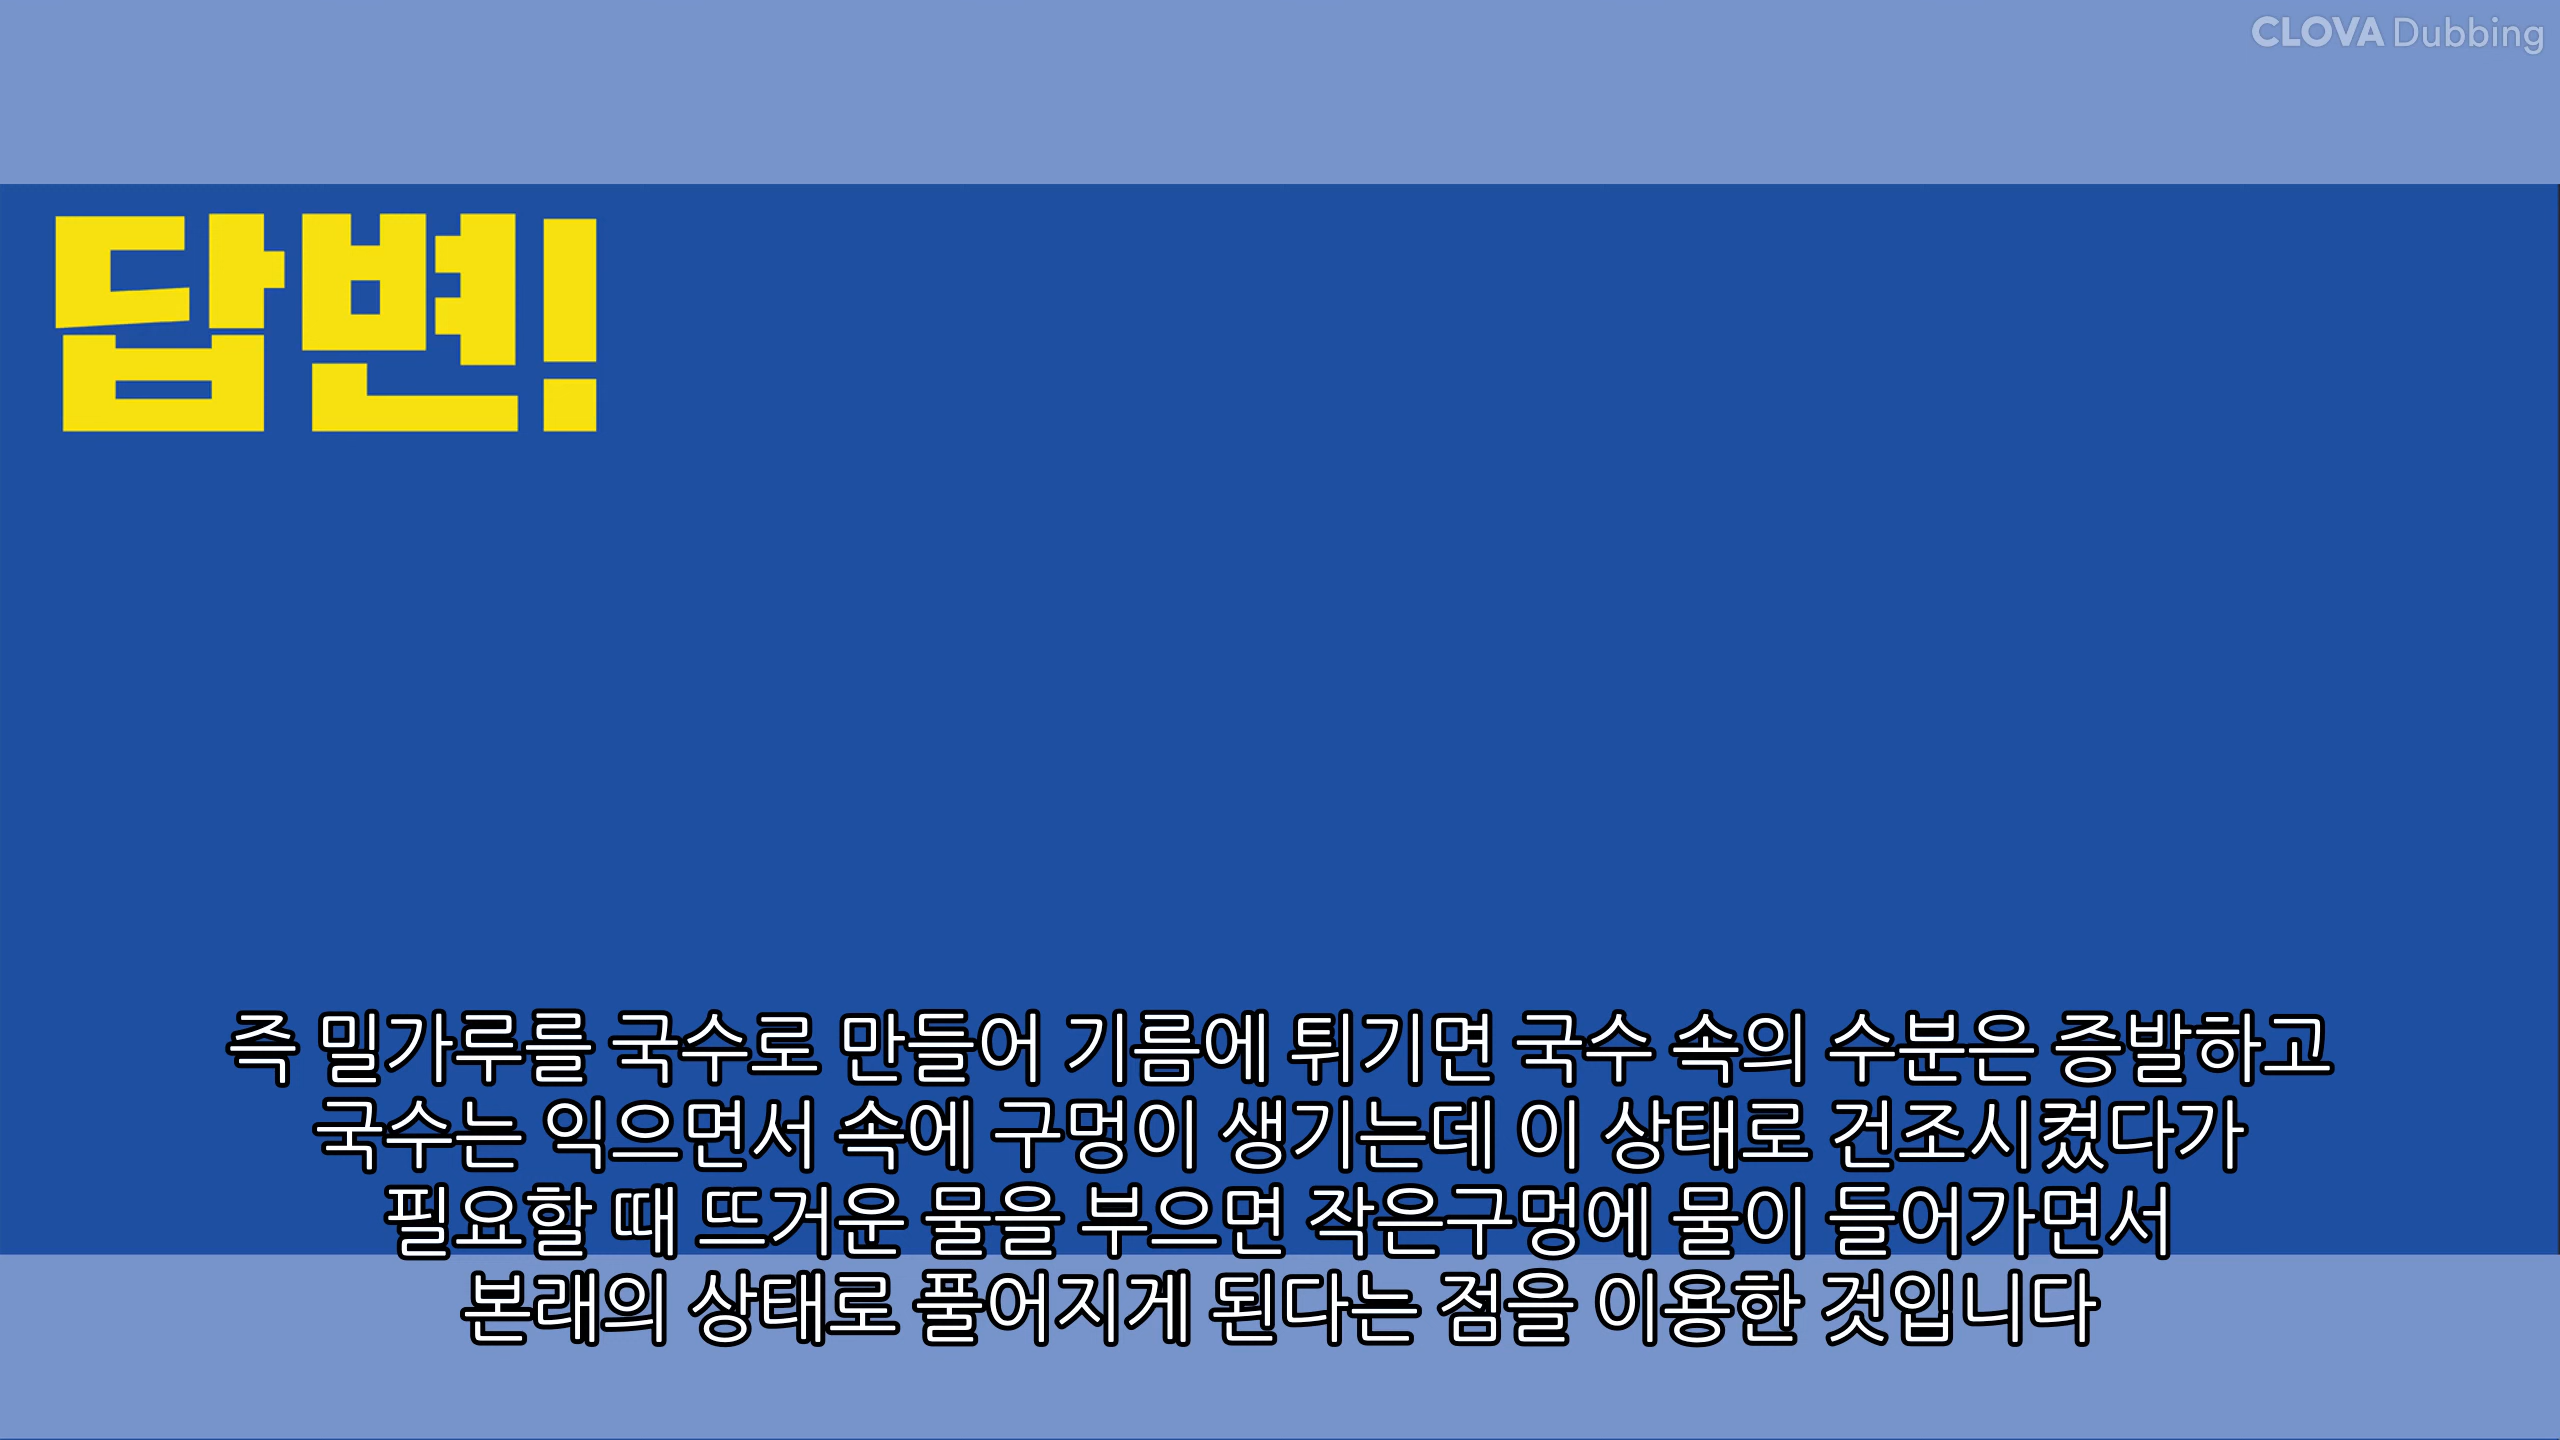 CLOVA Dubbing
답변!
즉 밀가루를 국수로 만들어 기름에 튀기면 국수 속의 수분은 증발하고
국수는 익으면서 속에 구멍이 생기는데 이 상태로 건조시켰다가
필요할 때 뜨거운 물을 부으면 작은구멍에 물이 들어가면서
본래의 상태로 풀어지게 된다는 점을 이용한 것입니다